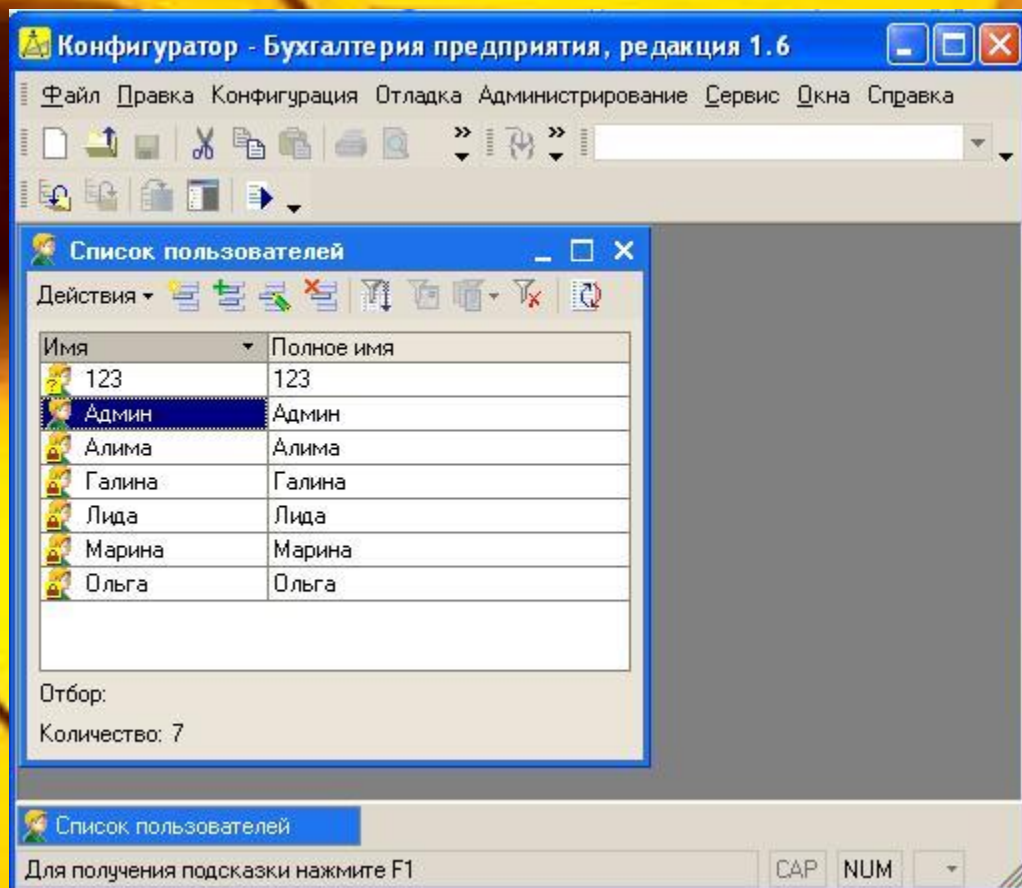 Конфигуратор - Бухгалтерия предприятия, редакция 1.6
Файл Правка Конфигурация Отладка Администрирование Сервис Окна Справка
Список пользователей
Действия
Имя Полное имя
123 123
Админ Админ
Алима Алима
Галина Галина
Лида Лида
Марина Марина
Ольга Ольга
Отбор:
Количество: 7
Список пользователей
Для получения подсказки нажмите F1 CAP NUM